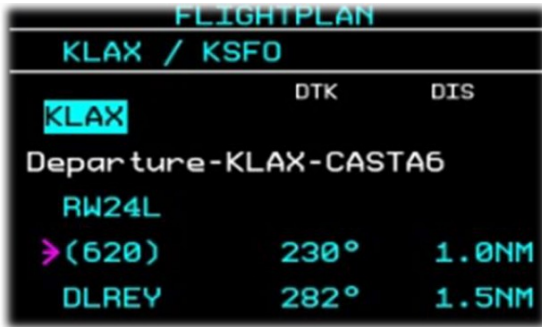 FLIGHTPLAN
KLAX / KSFO
DTK DIS
KLAX
Departure-KLAX-CASTA6
RW24L
(620) 230° 1.0NM
DLREY 282° 1.5NM